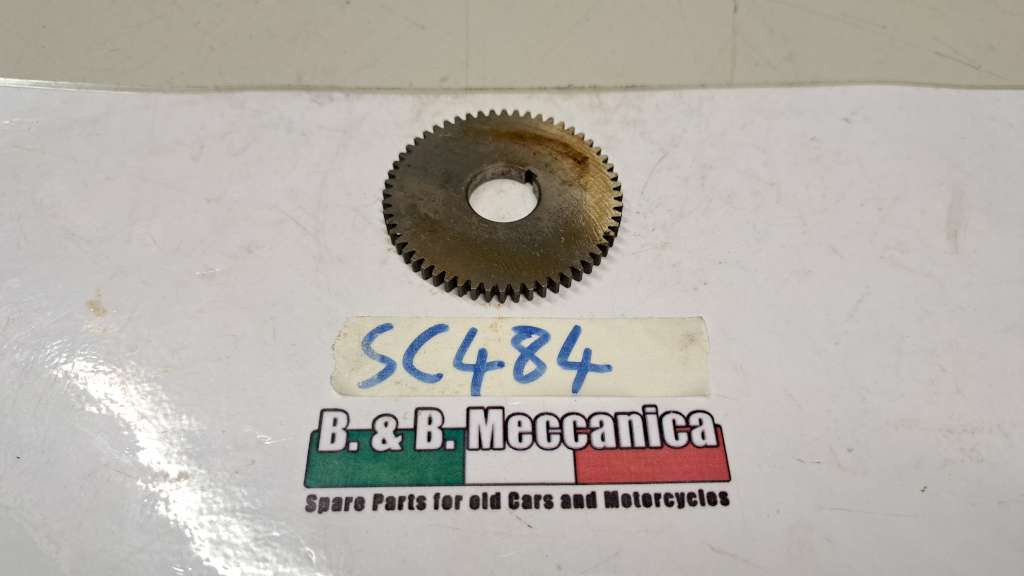 SC484
B. & B. Meccanica
Spare Parts for old Cars and Motorcycles